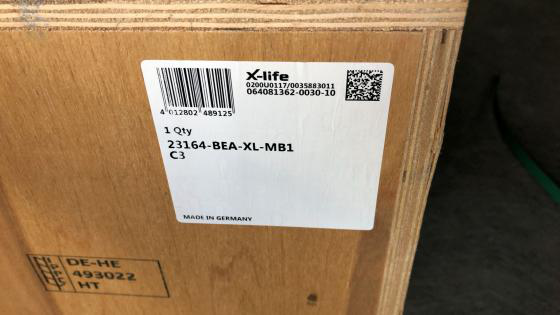 X-life
0200U0117/0035883011
064081362-0030-10
4 012802 489125
1 Qty
23164-BEA-XL-MB1
C3
MADE IN GERMANY
DE-HE
493022
HT